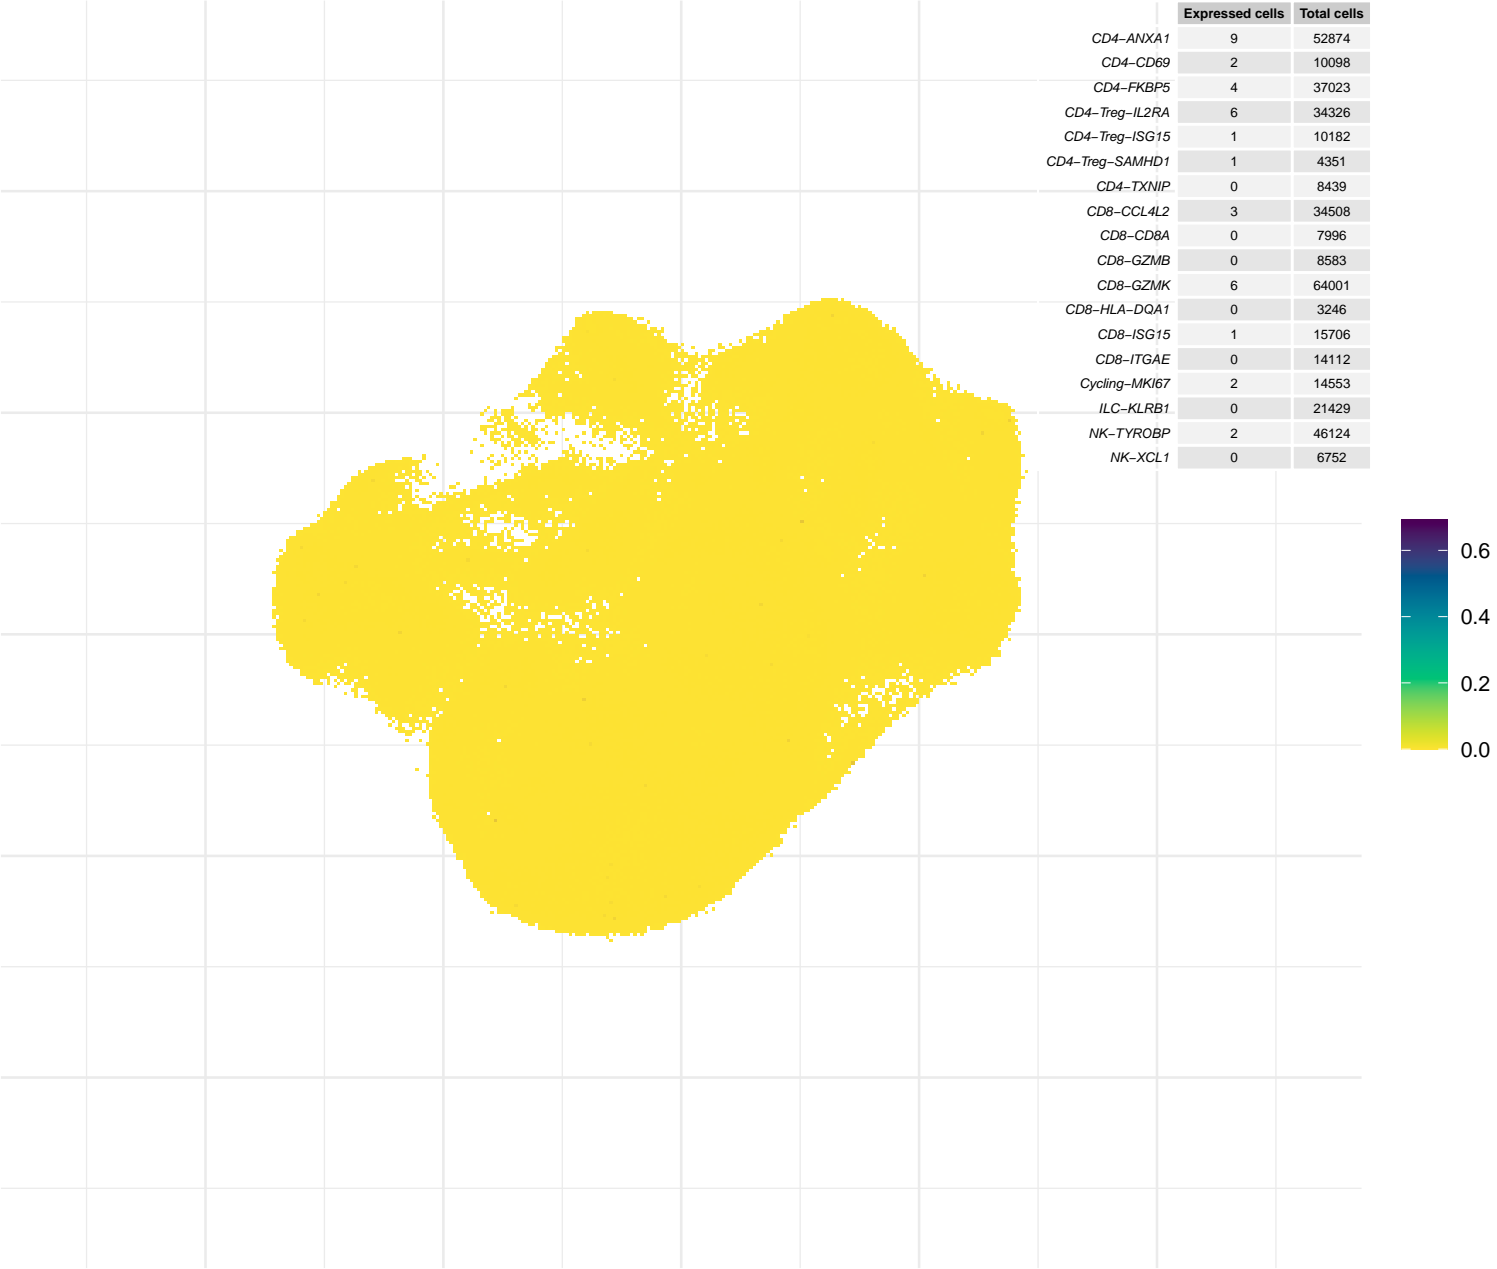 Expressed cells Total cells
CD4−ANXA1 9 52874
CD4−CD69 2 10098
CD4−FKBP5 4 37023
CD4−Treg−IL2RA 6 34326
CD4−Treg−ISG15 1 10182
CD4−Treg−SAMHD1 1 4351
CD4−TXNIP 0 8439
CD8−CCL4L2 3 34508
CD8−CD8A 0 7996
CD8−GZMB 0 8583
CD8−GZMK 6 64001
CD8−HLA−DQA1 0 3246
CD8−ISG15 1 15706
CD8−ITGAE 0 14112
Cycling−MKI67 2 14553
ILC−KLRB1 0 21429
NK−TYROBP 2 46124
NK−XCL1 0 6752
0.6
0.4
0.2
0.0